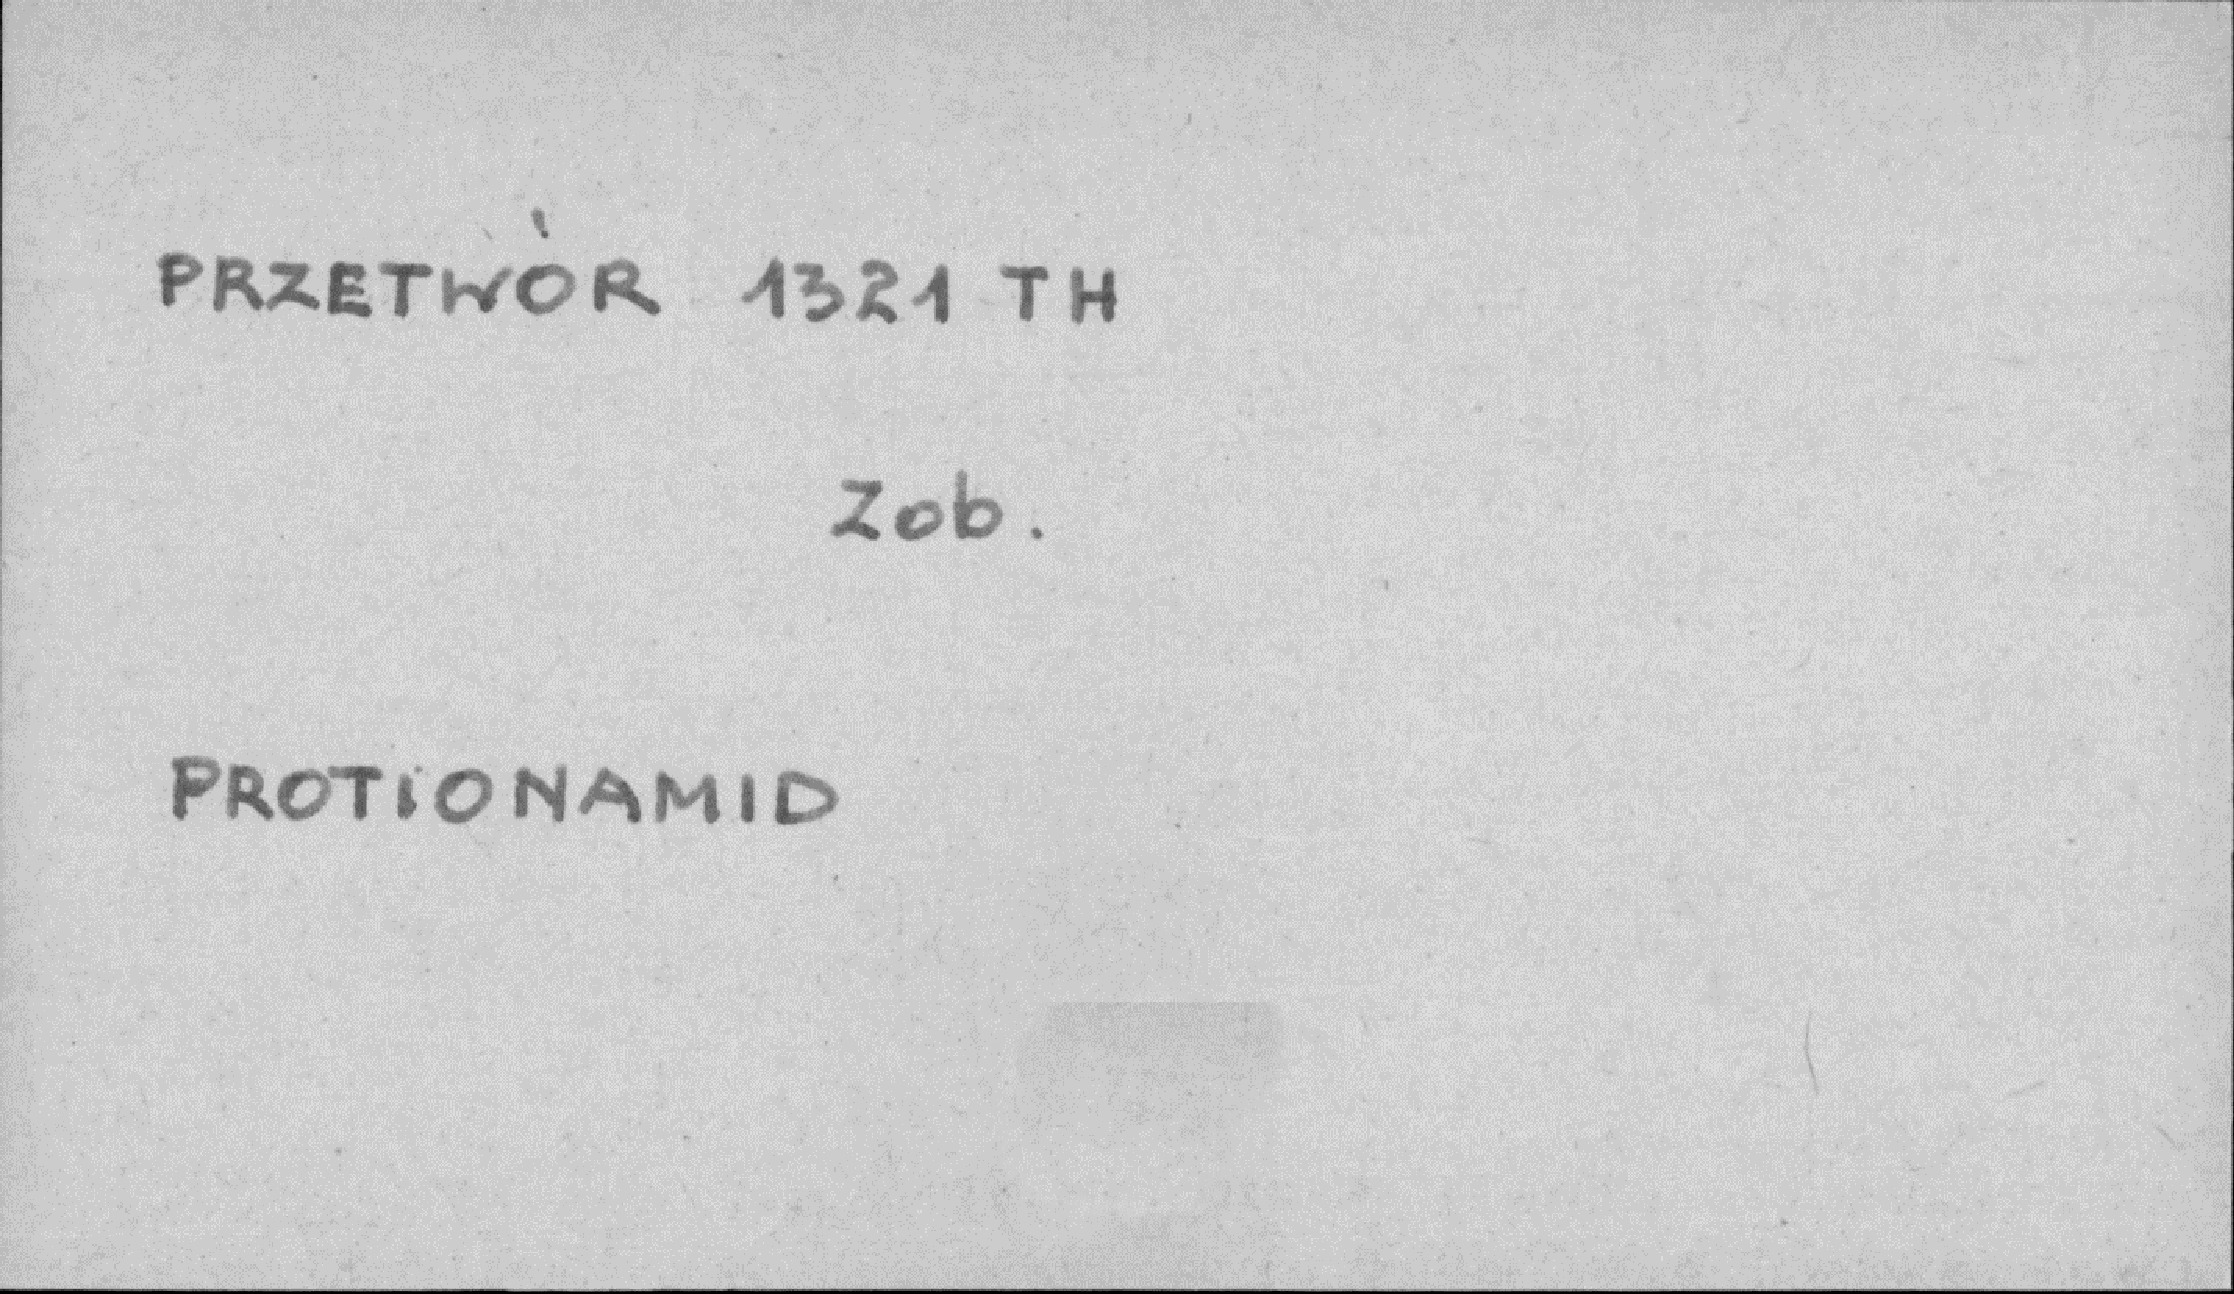 PRZETWÓR 1321 TH
Zob.
PROTIONAMID